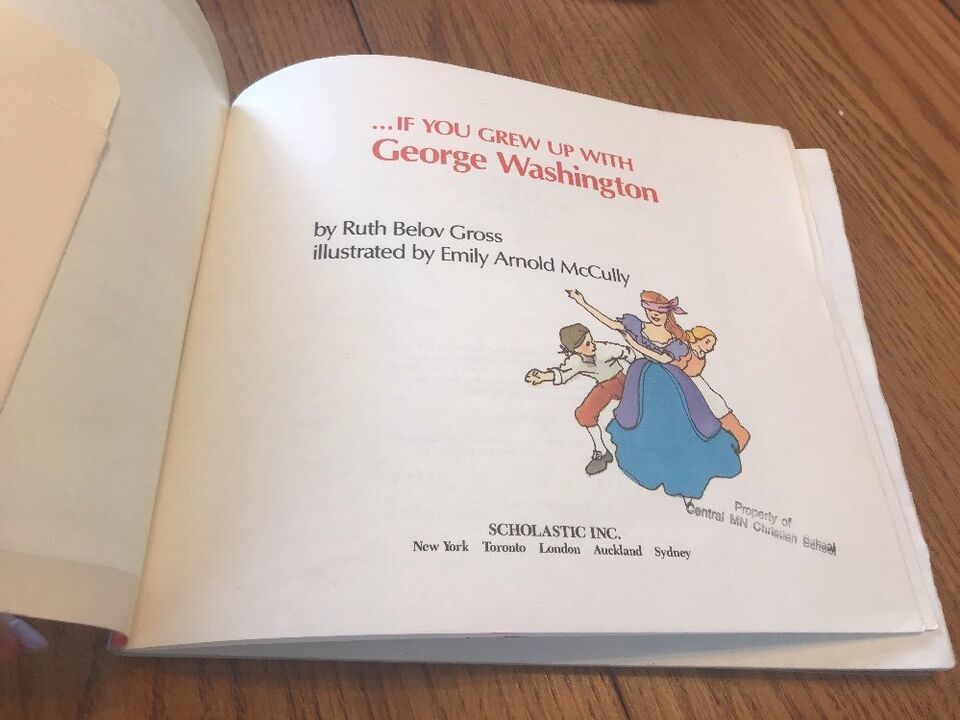 ...IF YOU GREW UP WITH
George Washington
by Ruth Belov Gross
illustrated by Emily Arnold McCully
SCHOLASTIC INC.
New York Toronto London Auckland Sydney
Property of
Central MN Christian School